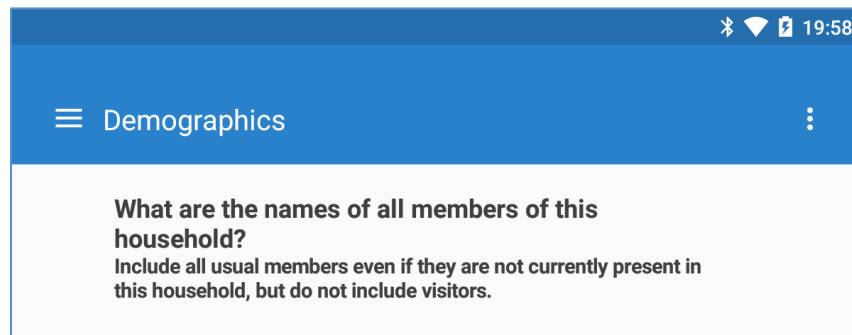 19:58
Demographics
What are the names of all members of this
household?
Include all usual members even if they are not currently present in
this household, but do not include visitors.